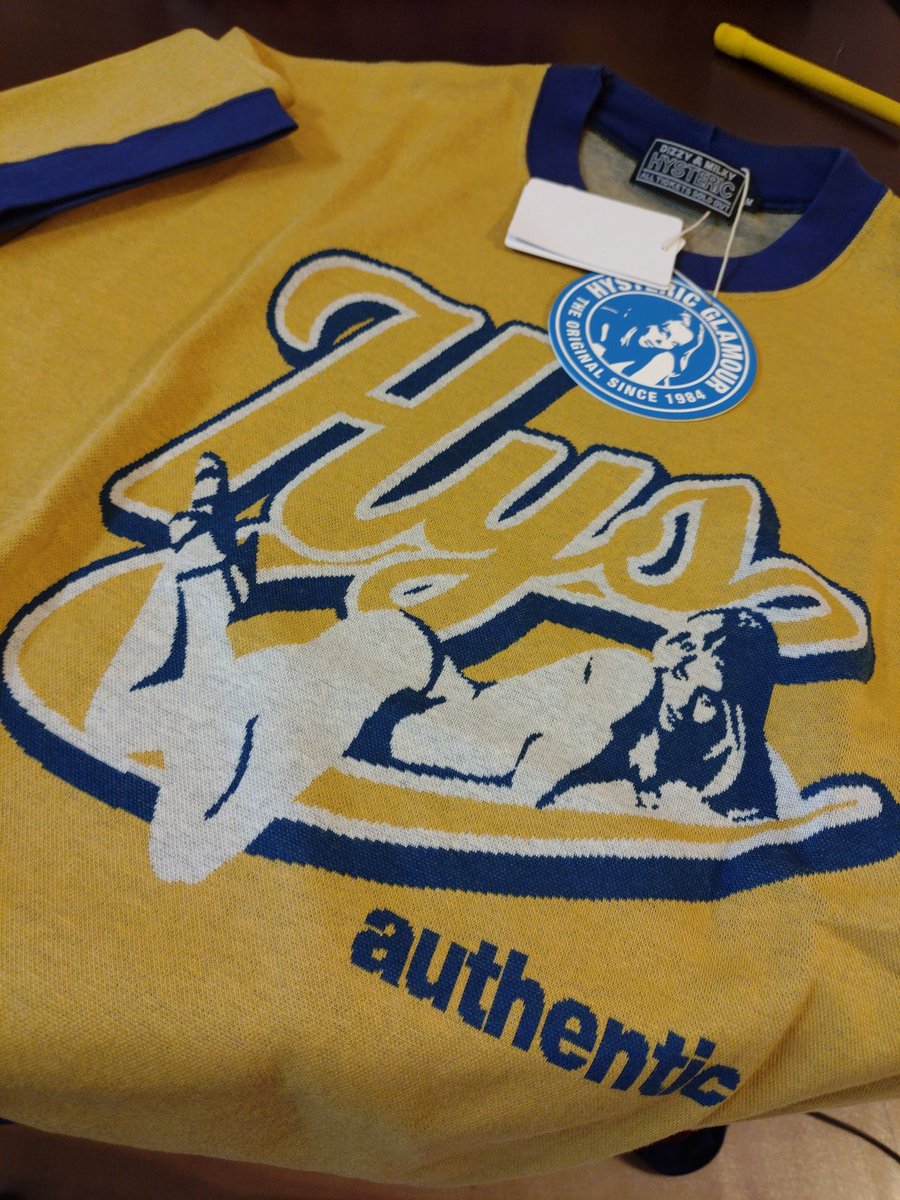 DIZZY & MILKY
HYSTERIC
ALL TICKETS SOLD OUT
M
HYSTERIC GLAMOUR
THE ORIGINAL SINCE 1984
Hys
authentic